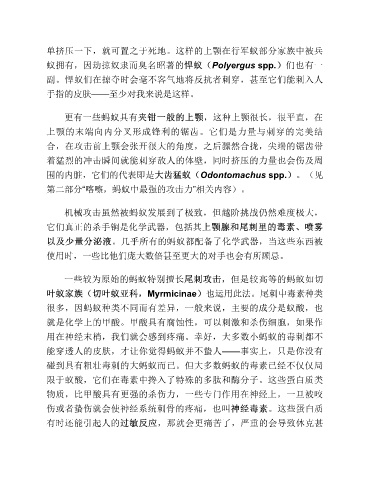 单挤压一下，就可置之于死地。这样的上颚在行军蚁部分家族中被兵
蚁拥有，因劫掠奴隶而臭名昭著的悍蚁（Polyergus spp.）们也有一
副。悍蚁们在掠夺时会毫不客气地将反抗者刺穿，甚至它们能刺入人
手指的皮肤——至少对我来说是这样。
更有一些蚂蚁具有夹钳一般的上颚，这种上颚很长，很平直，在
上颚的末端向内分叉形成锋利的锯齿。它们是力量与刺穿的完美结
合，在攻击前上颚会张开很大的角度，之后骤然合拢，尖端的锯齿带
着猛烈的冲击瞬间就能刺穿敌人的体壁，同时挤压的力量也会伤及周
围的内脏，它们的代表即是大齿猛蚁（Odontomachus spp.）。（见
第二部分“喀嚓，蚂蚁中最强的攻击力”相关内容）。
机械攻击虽然被蚂蚁发展到了极致，但越阶挑战仍然难度极大，
它们真正的杀手锏是化学武器，包括其上颚腺和尾刺里的毒素、喷雾
以及少量分泌液。几乎所有的蚂蚁都配备了化学武器，当这些东西被
使用时，一些比他们庞大数倍甚至更大的对手也会有所顾忌。
一些较为原始的蚂蚁特别擅长尾刺攻击，但是较高等的蚂蚁如切
叶蚁家族（切叶蚁亚科，Myrmicinae）也运用此法。尾刺中毒素种类
很多，因蚂蚁种类不同而有差异，一般来说，主要的成分是蚁酸，也
就是化学上的甲酸。甲酸具有腐蚀性，可以刺激和杀伤细胞，如果作
用在神经末梢，我们就会感到疼痛。幸好，大多数小蚂蚁的毒刺都不
能穿透人的皮肤，才让你觉得蚂蚁并不蛰人——事实上，只是你没有
碰到具有粗壮毒刺的大蚂蚁而已。但大多数蚂蚁的毒素已经不仅仅局
限于蚁酸，它们在毒素中搀入了特殊的多肽和酶分子。这些蛋白质类
物质，比甲酸具有更强的杀伤力，一些专门作用在神经上，一旦被咬
伤或者蛰伤就会使神经系统刺骨的疼痛，也叫神经毒素。这些蛋白质
有时还能引起人的过敏反应，那就会更痛苦了，严重的会导致休克甚